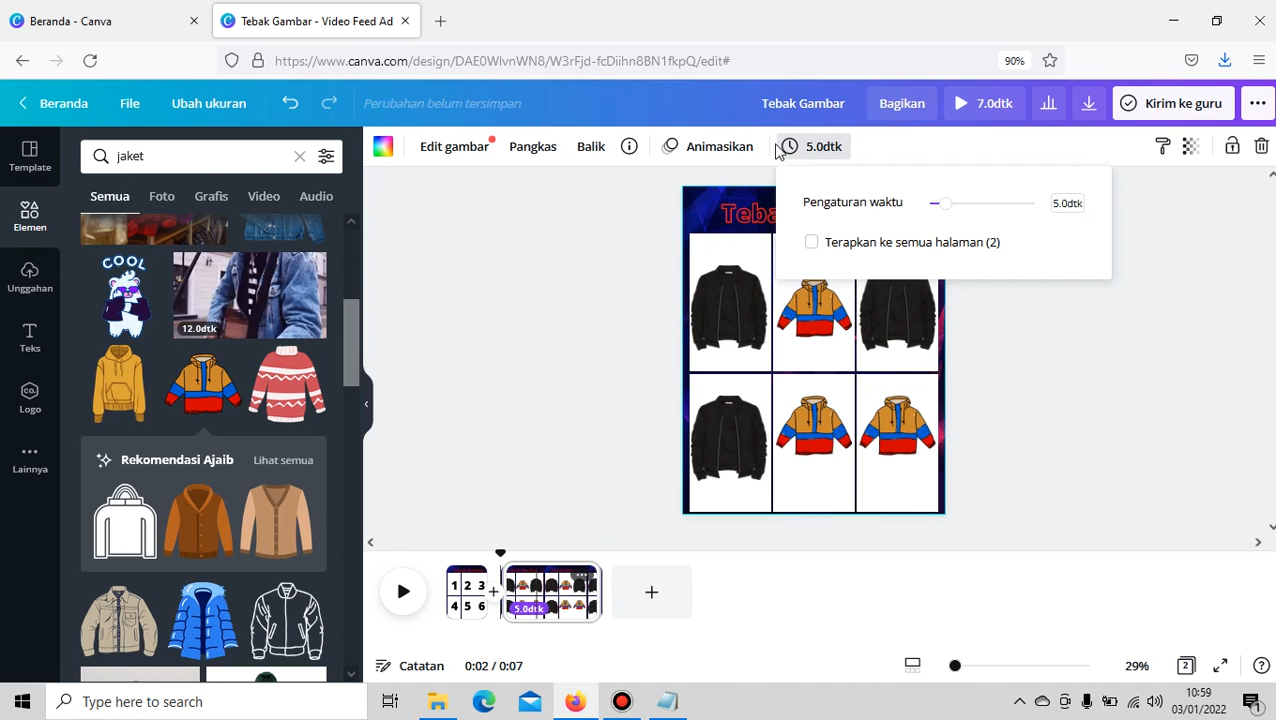 Beranda - Canva
Tebak Gambar - Video Feed Ad
https://www.canva.com/design/DAE0WlvnWN8/W3rFjd-fcDiihn8BN1fkpQ/edit#
90%
Beranda
File
Ubah ukuran
Perubahan belum tersimpan
Tebak Gambar
Bagikan
7.0dtk
Kirim ke guru
Template
jaket
Edit gambar
Pangkas
Balik
Animasikan
5.0dtk
Semua
Foto
Grafis
Video
Audio
Elemen
Pengaturan waktu
5.0dtk
Teba
Terapkan ke semua halaman (2)
COOL
Unggahan
12.0dtk
Teks
CO.
Logo
Rekomendasi Ajaib
Lihat semua
Lainnya
1 2 3
4 5 6
5.0dtk
Catatan
0:02 / 0:07
2
29%
Type here to search
10:59
03/01/2022
1